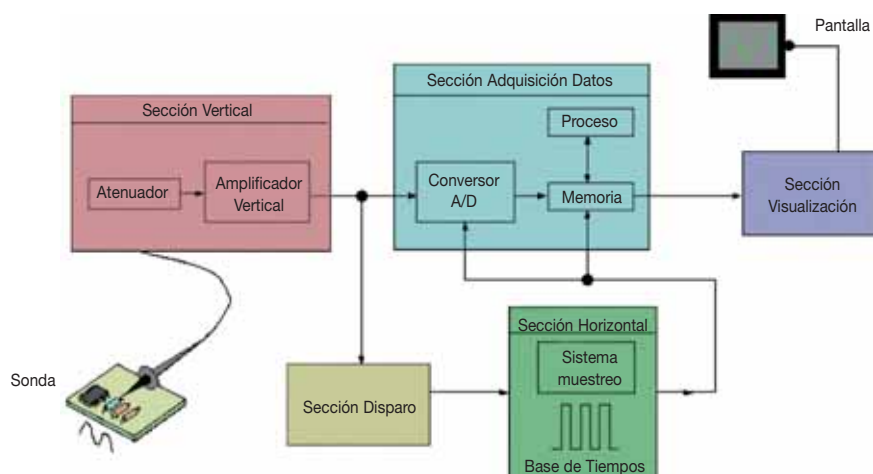 Pantalla
Sección Adquisición Datos
Sección Vertical
Proceso
Atenuador
Amplificador
Vertical
Conversor
A/D
Memoria
Sección
Visualización
Sección Horizontal
Sistema
muestreo
Sonda
Sección Disparo
Base de Tiempos